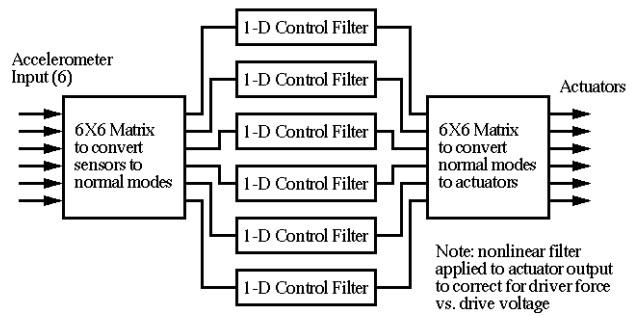 Accelerometer
Input (6)
6X6 Matrix
to convert
sensors to
normal modes
1-D Control Filter
1-D Control Filter
1-D Control Filter
1-D Control Filter
1-D Control Filter
1-D Control Filter
6X6 Matrix
to convert
normal modes
to actuators
Actuators
Note: nonlinear filter
applied to actuator output
to correct for driver force
vs. drive voltage